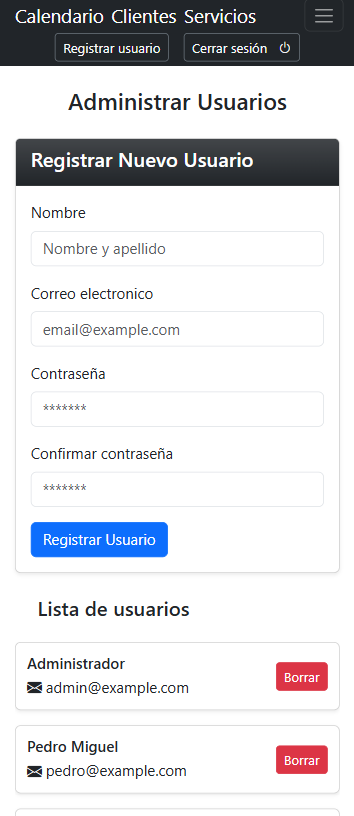 Calendario Clientes Servicios
Registrar usuario Cerrar sesión
Administrar Usuarios
Registrar Nuevo Usuario
Nombre
Nombre y apellido
Correo electronico
email@example.com
Contraseña
*******
Confirmar contraseña
*******
Registrar Usuario
Lista de usuarios
Administrador
admin@example.com
Borrar
Pedro Miguel
pedro@example.com
Borrar